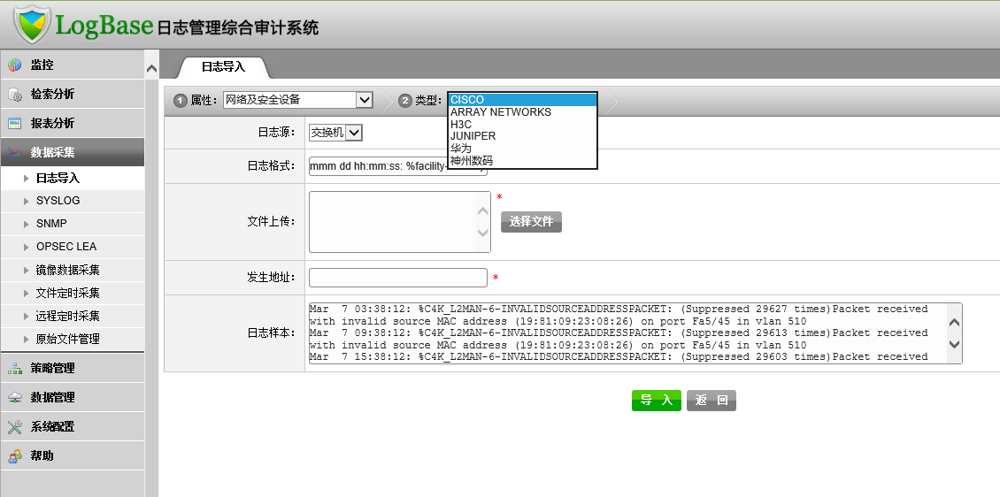 LogBase 日志管理综合审计系统
监控
检索分析
报表分析
数据采集
日志导入
SYSLOG
SNMP
OPSEC LEA
镜像数据采集
文件定时采集
远程定时采集
原始文件管理
策略管理
数据管理
系统配置
帮助
日志导入
1 属性: 网络及安全设备
2 类型: CISCO
ARRAY NETWORKS
H3C
JUNIPER
华为
神州数码
日志源: 交换机
日志格式: mmm dd hh:mm:ss: %facility-
文件上传: * 选择文件
发生地址: *
日志样本:
Mar  7 03:38:12: %C4K_L2MAN-6-INVALIDSOURCEADDRESSPACKET: (Suppressed 29627 times)Packet received
with invalid source MAC address (19:81:09:23:08:26) on port Fa5/45 in vlan 510
Mar  7 09:38:12: %C4K_L2MAN-6-INVALIDSOURCEADDRESSPACKET: (Suppressed 29613 times)Packet received
with invalid source MAC address (19:81:09:23:08:26) on port Fa5/45 in vlan 510
Mar  7 15:38:12: %C4K_L2MAN-6-INVALIDSOURCEADDRESSPACKET: (Suppressed 29603 times)Packet received
导 入 返 回